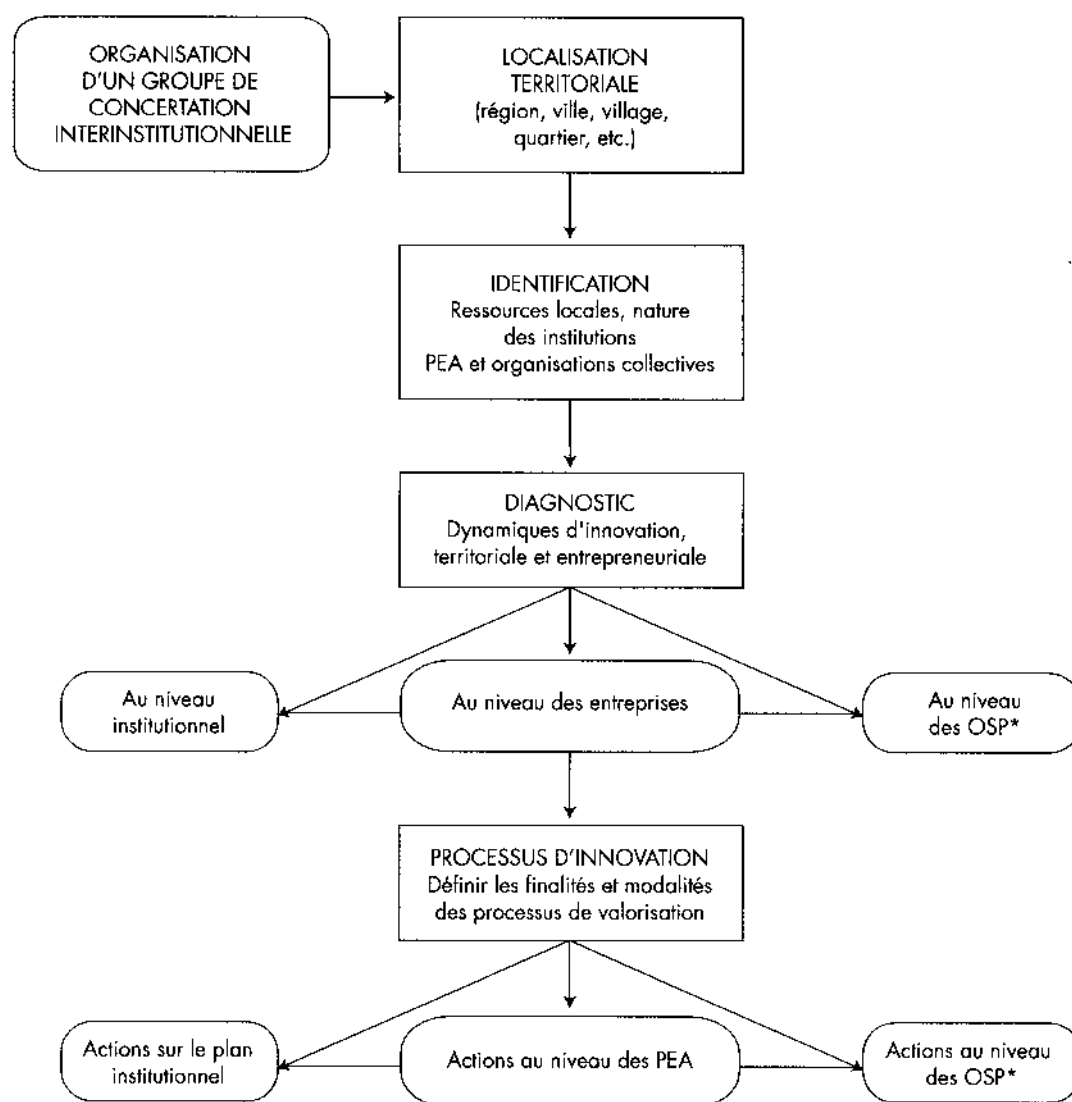 ORGANISATION
D'UN GROUPE DE
CONCERTATION
INTERINSTITUTIONNELLE
LOCALISATION
TERRITORIALE
(région, ville, village,
quartier, etc.)
IDENTIFICATION
Ressources locales, nature
des institutions
PEA et organisations collectives
DIAGNOSTIC
Dynamiques d'innovation,
territoriale et entrepreneuriale
Au niveau
institutionnel
Au niveau des entreprises
Au niveau
des OSP*
PROCESSUS D'INNOVATION
Définir les finalités et modalités
des processus de valorisation
Actions sur le plan
institutionnel
Actions au niveau des PEA
Actions au niveau
des OSP*